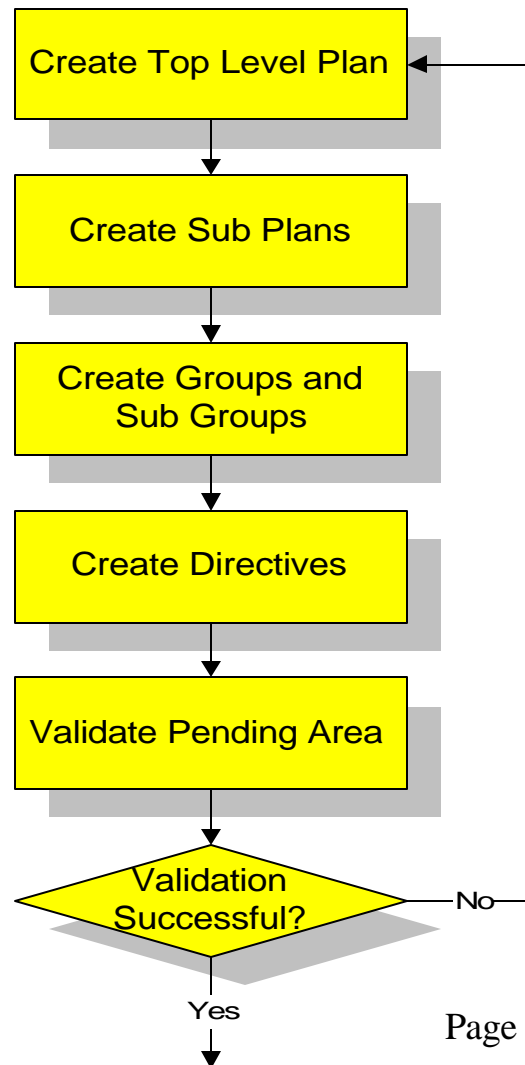 Create Top Level Plan
Create Sub Plans
Create Groups and
Sub Groups
Create Directives
Validate Pending Area
Validation
Successful?
No
Yes
Page